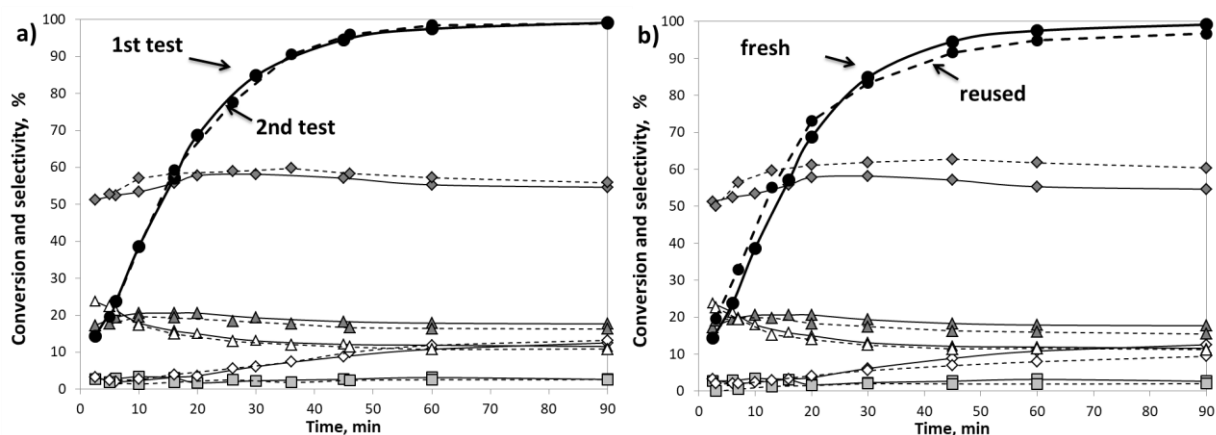 a)
1st test
2nd test
Conversion and selectivity, %
100
90
80
70
60
50
40
30
20
10
0
0 10 20 30 40 50 60 70 80 90
Time, min
b)
fresh
reused
Conversion and selectivity, %
100
90
80
70
60
50
40
30
20
10
0
0 10 20 30 40 50 60 70 80 90
Time, min